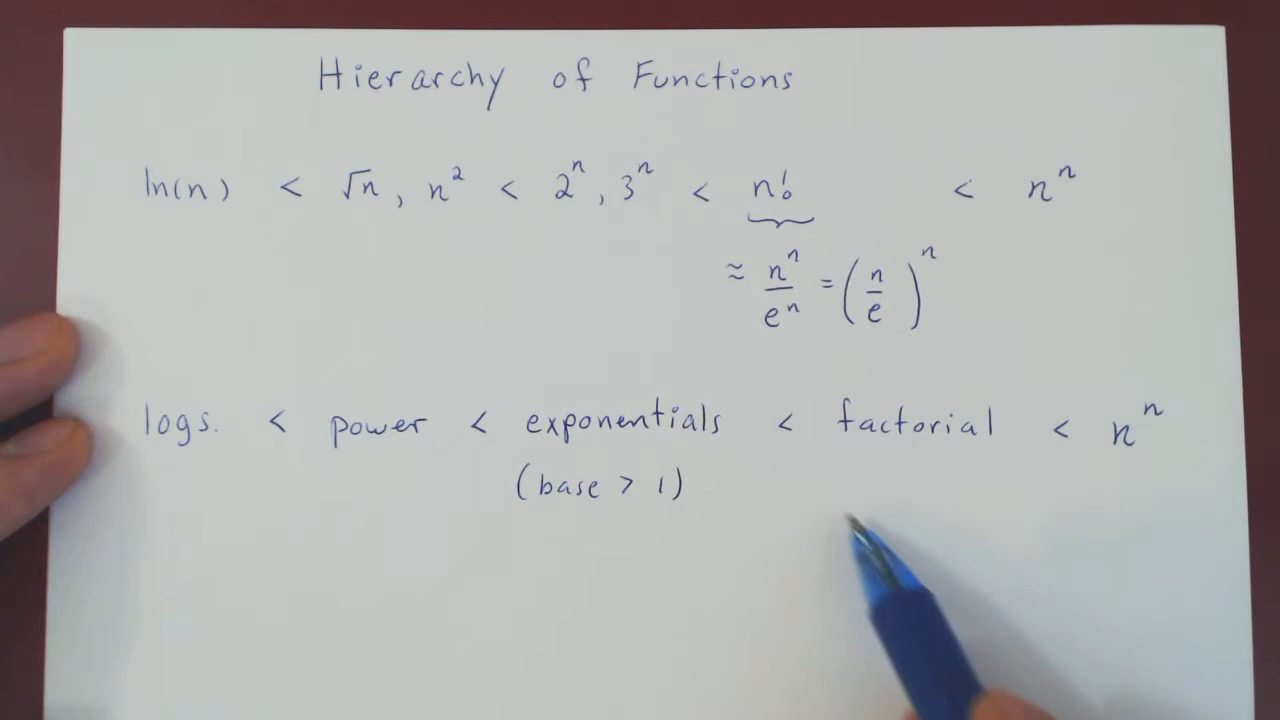 Hierarchy of Functions
ln(n) < √n, n² < 2ⁿ, 3ⁿ < n! < nⁿ
≈ nⁿ/eⁿ = (n/e)ⁿ
logs. < power < exponentials < factorial < nⁿ
(base > 1)